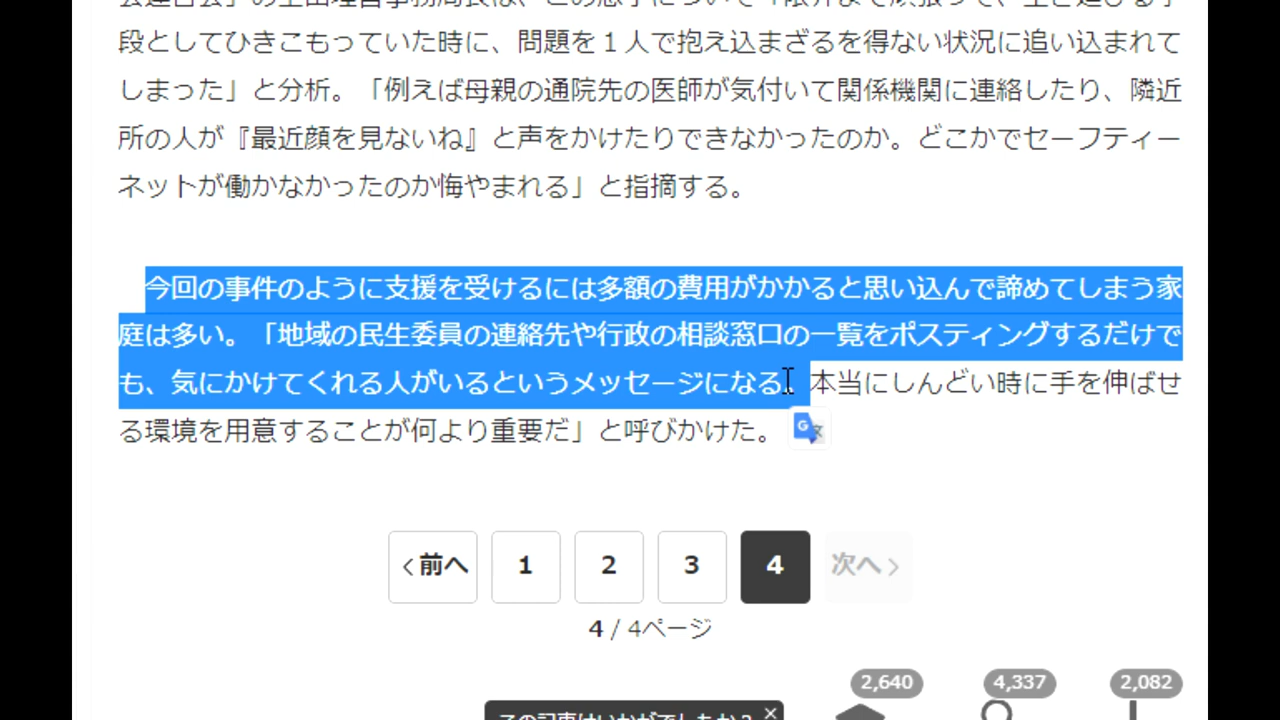 段としてひきこもっていた時に、問題を１人で抱え込まざるを得ない状況に追い込まれて
しまった」と分析。「例えば母親の通院先の医師が気付いて関係機関に連絡したり、隣近
所の人が『最近顔を見ないね』と声をかけたりできなかったのか。どこかでセーフティー
ネットが働かなかったのか悔やまれる」と指摘する。
今回の事件のように支援を受けるには多額の費用がかかると思い込んで諦めてしまう家
庭は多い。「地域の民生委員の連絡先や行政の相談窓口の一覧をポスティングするだけで
も、気にかけてくれる人がいるというメッセージになる。本当にしんどい時に手を伸ばせ
る環境を用意することが何より重要だ」と呼びかけた。
<前へ 1 2 3 4 次へ>
4 / 4ページ
2,640 4,337 2,082
この記事はいかがでしたか？ ×